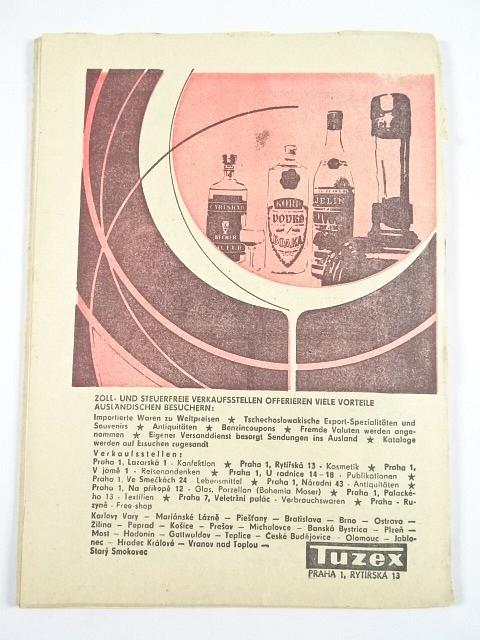 CARLSBAD
BECHER
KORD
VODKA
JELÍN
ZOLL- UND STEUERFREIE VERKAUFSSTELLEN OFFERIEREN VIELE VORTEILE
AUSLÄNDISCHEN BESUCHERN:
Importierte Waren zu Weltpreisen ★ Tschechoslowakische Export-Spezialitäten und
Souvenirs ★ Antiquitäten ★ Benzincoupons ★ Fremde Valuten werden ange-
nommen ★ Eigener Versanddienst besorgt Sendungen ins Ausland ★ Kataloge
werden auf Ersuchen zugesandt
Verkaufsstellen:
Praha 1, Lazarská 1 - Konfektion ★ Praha 1, Rytířská 13 - Kosmetik ★ Praha 1,
V jámě 1 - Reisenandenken ★ Praha 1, U radnice 14-18 - Publikationen ★
Praha 1, Ve Smečkách 24 - Lebensmittel ★ Praha 1, Národní 43 - Antiquitäten ★
Praha 1, Na příkopě 12 - Glas, Porzellan (Bohemia Moser) ★ Praha 1, Palacké-
ho 13 - Textilien ★ Praha 7, Veletržní palác - Verbrauchswaren ★ Praha - Ru-
zyně - Free shop
Karlovy Vary — Mariánské Lázně — Piešťany — Bratislava — Brno — Ostrava —
Žilina — Poprad — Košice — Prešov — Michalovce — Banská Bystrica — Plzeň —
Most — Hodonín — Gottwaldov — Teplice — České Budějovice — Olomouc — Jablo-
nec — Hradec Králové — Vranov nad Topľou —
Starý Smokovec
Tuzex
PRAHA 1, RYTÍŘSKÁ 13